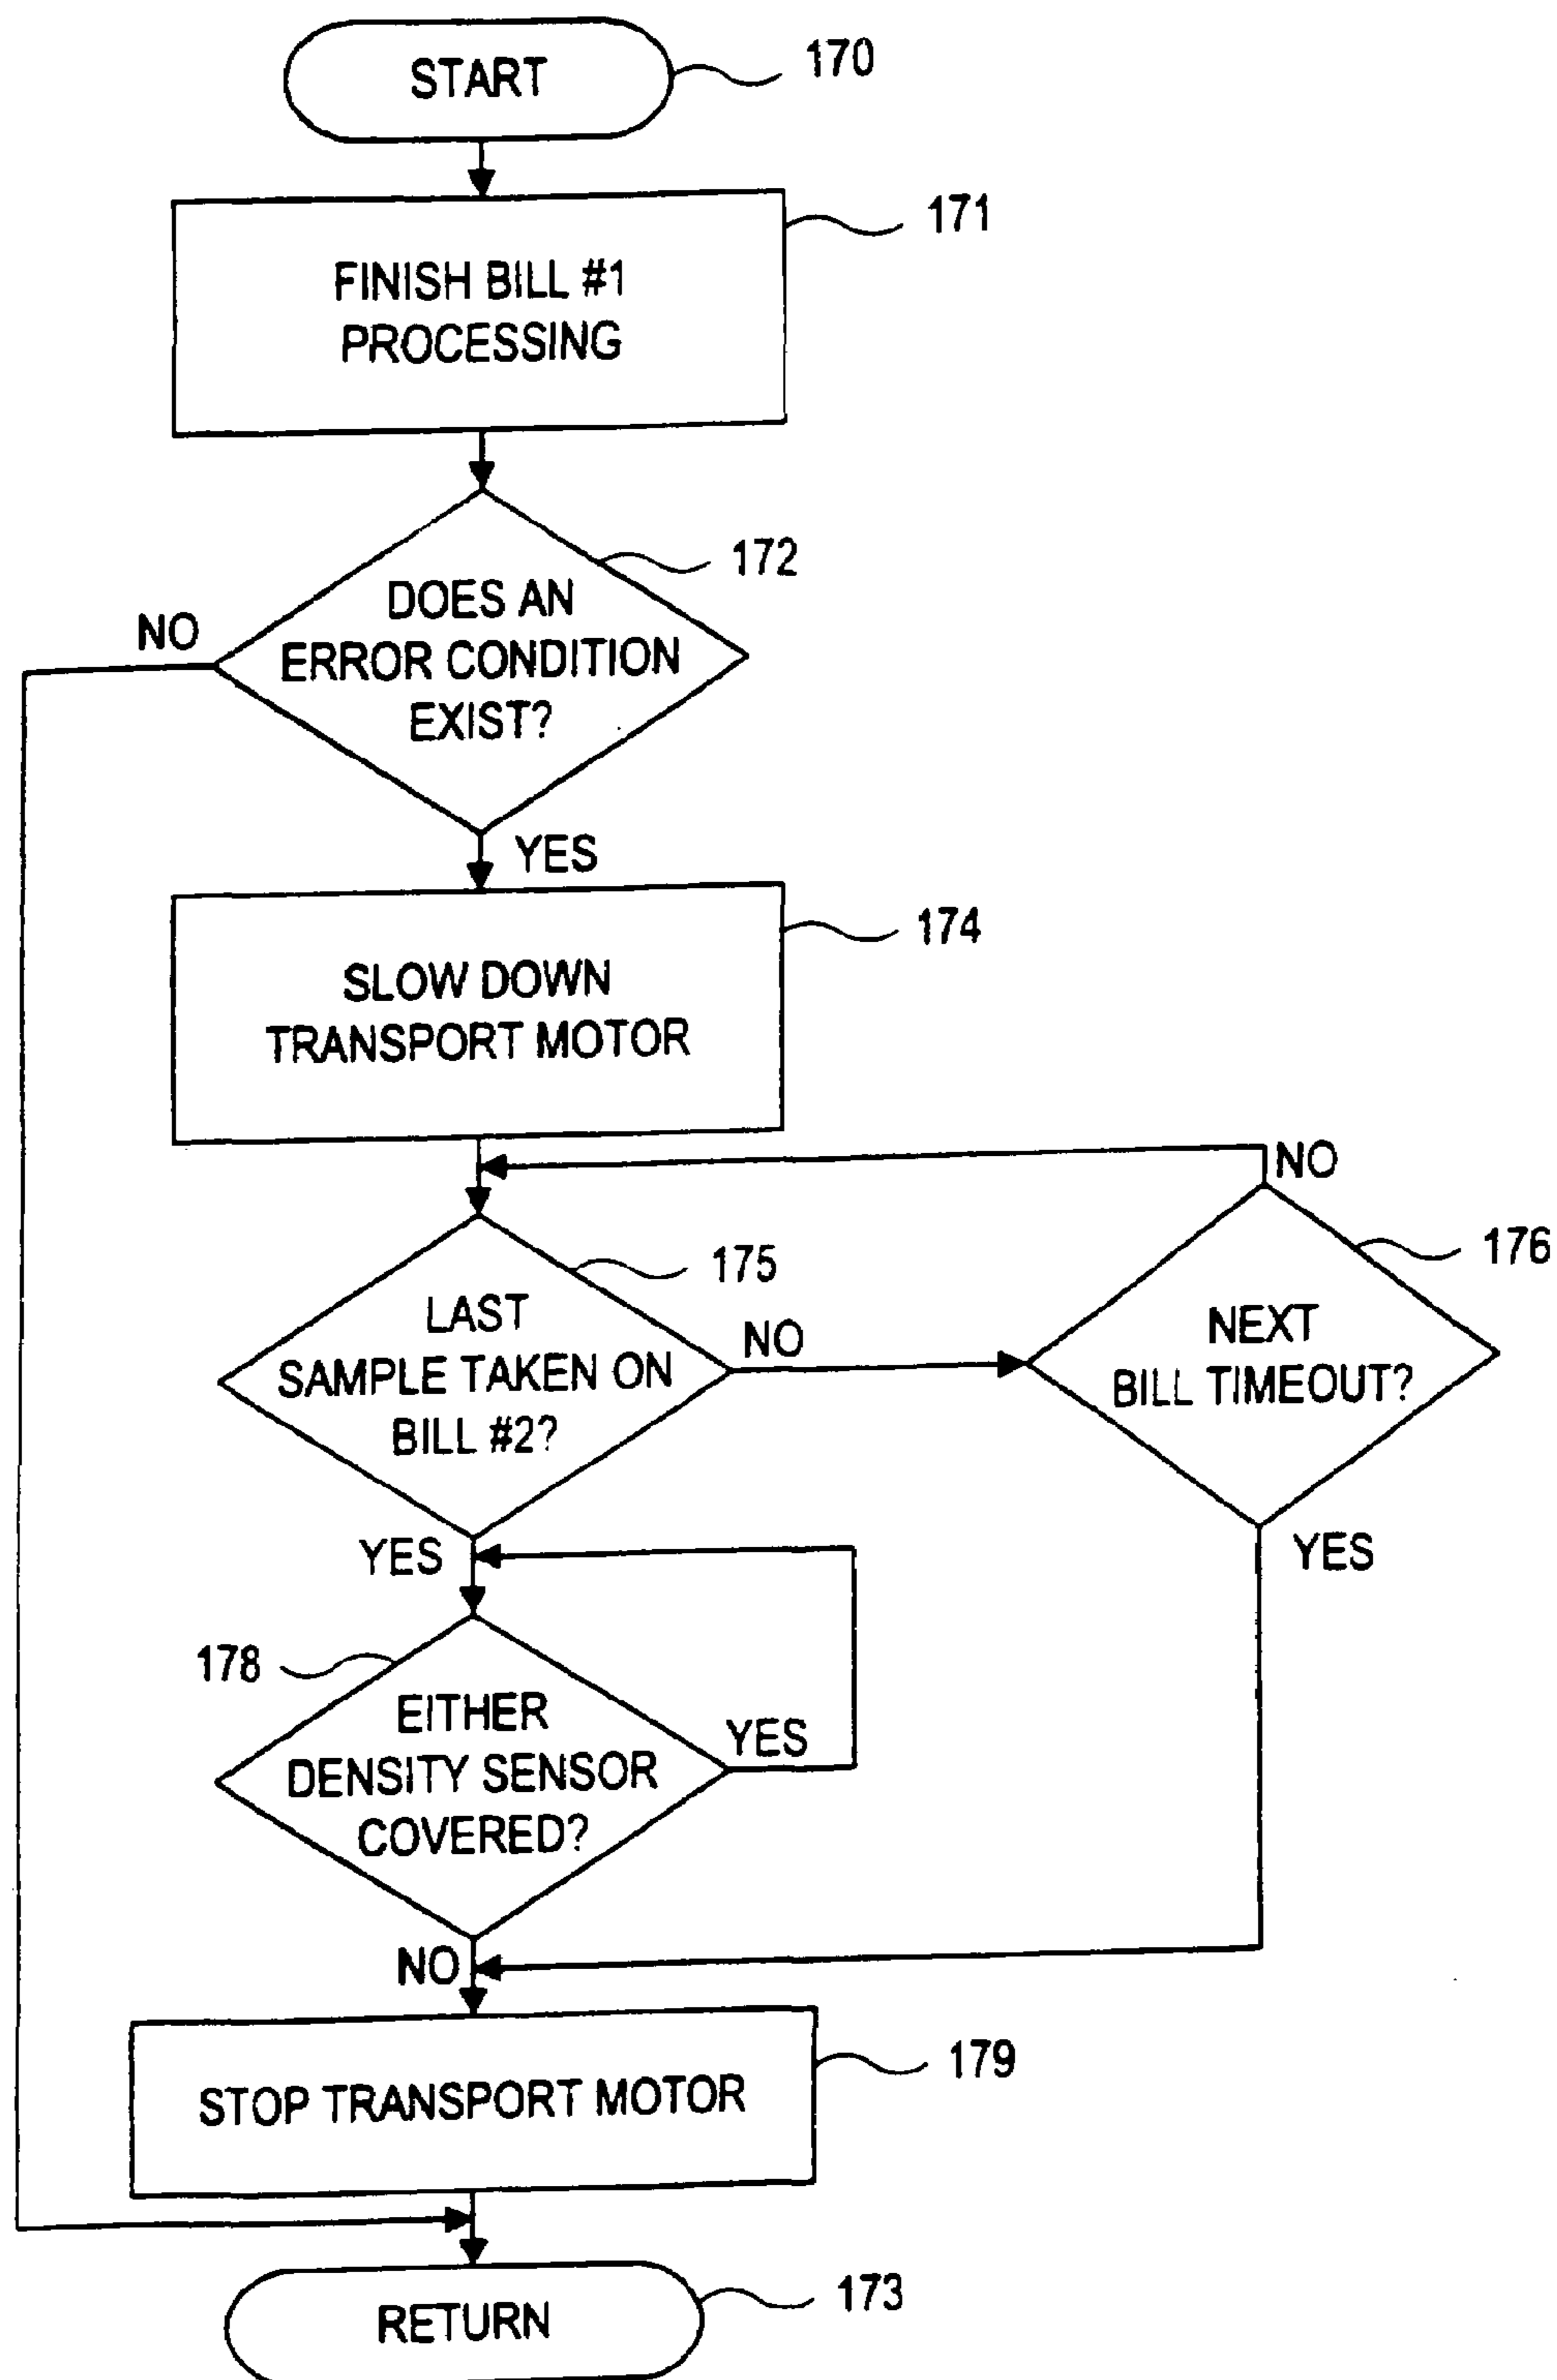 START
170
FINISH BILL #1
PROCESSING
171
DOES AN
ERROR CONDITION
EXIST?
172
NO
YES
SLOW DOWN
TRANSPORT MOTOR
174
LAST
SAMPLE TAKEN ON
BILL #2?
175
NO
NEXT
BILL TIMEOUT?
176
NO
YES
YES
EITHER
DENSITY SENSOR
COVERED?
178
YES
NO
STOP TRANSPORT MOTOR
179
RETURN
173